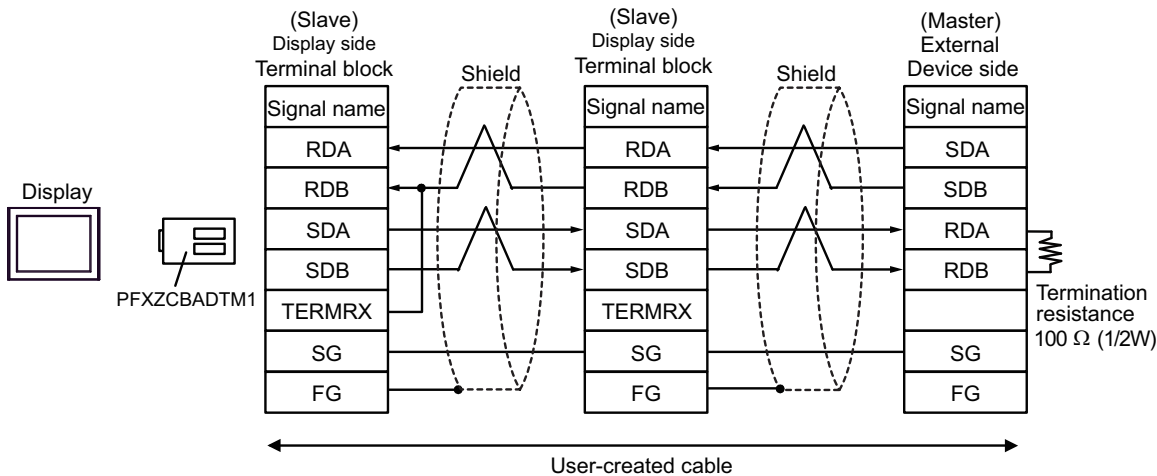 (Slave)
Display side
Terminal block
(Slave)
Display side
Terminal block
(Master)
External
Device side
Shield
Shield
Signal name
Signal name
Signal name
RDA
RDA
SDA
RDB
RDB
SDB
SDA
SDA
RDA
SDB
SDB
RDB
TERMRX
TERMRX
SG
SG
SG
FG
FG
FG
Display
PFXZCBADTM1
Termination
resistance
100 Ω (1/2W)
User-created cable